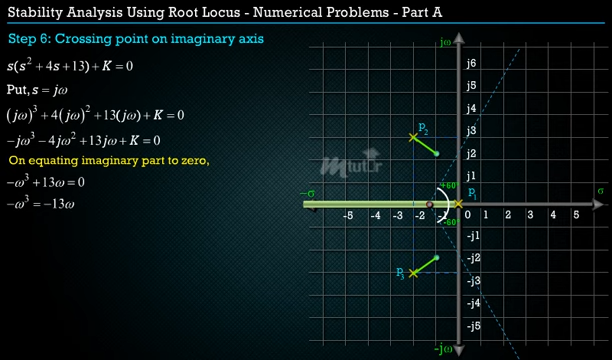 Stability Analysis Using Root Locus - Numerical Problems - Part A
Step 6: Crossing point on imaginary axis
s(s² + 4s + 13) + K = 0
Put, s = jω
(jω)³ + 4(jω)² + 13(jω) + K = 0
-jω³ - 4jω² + 13jω + K = 0
On equating imaginary part to zero,
-ω³ + 13ω = 0
-ω³ = -13ω
jω
j6
j5
j4
j3
j2
j1
p₂
mtutor
+60°
p₁
-σ
σ
-5 -4 -3 -2 -1 0 1 2 3 4 5
-60°
-j1
-j2
p₃
-j3
-j4
-j5
-jω